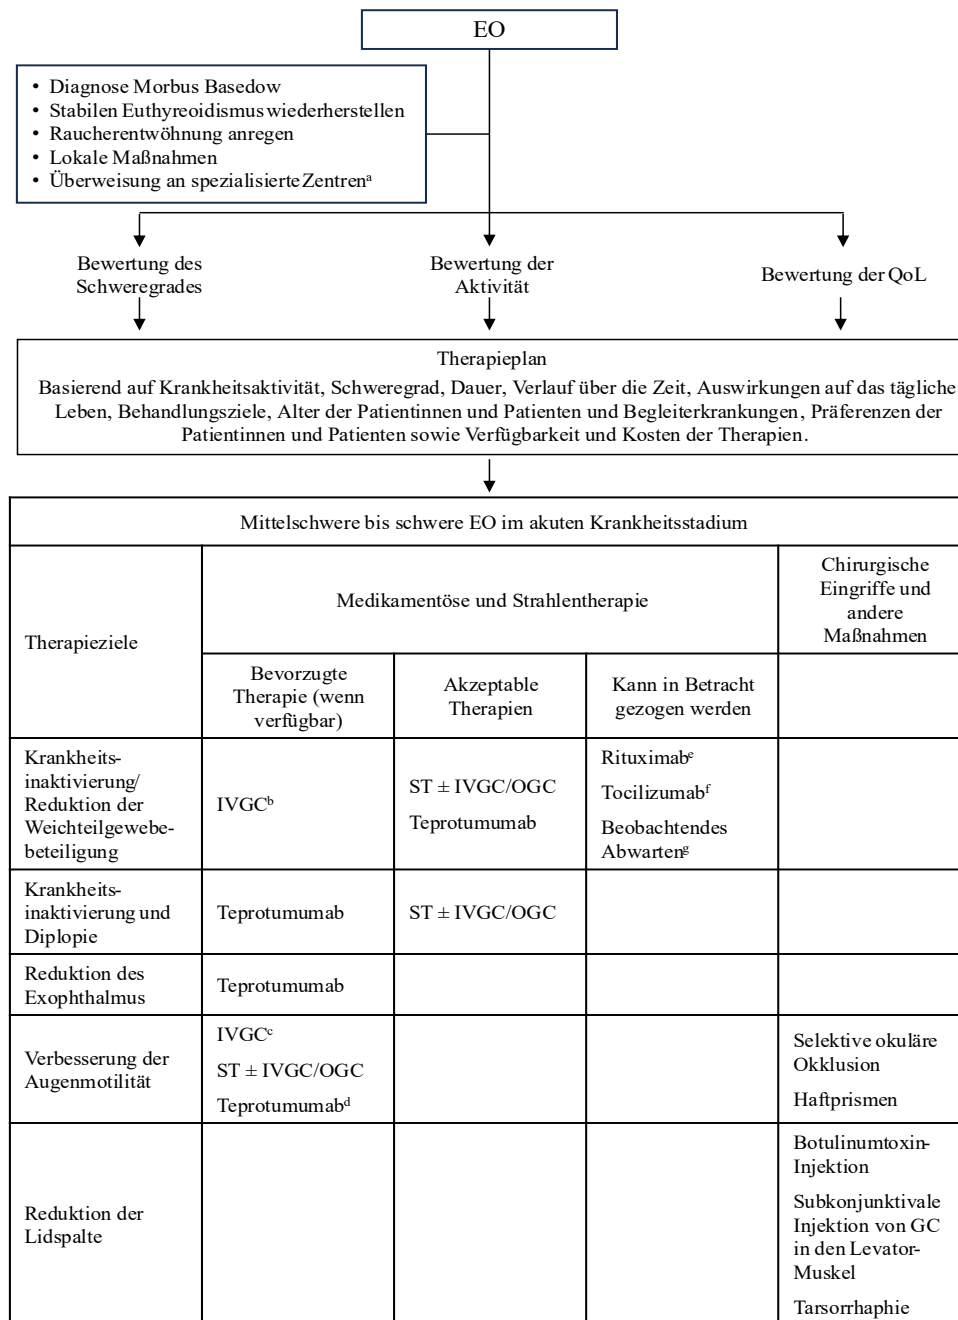 EO
• Diagnose Morbus Basedow
• Stabilen Euthyreoidismus wiederherstellen
• Raucherentwöhnung anregen
• Lokale Maßnahmen
• Überweisung an spezialisierte Zentrenᵃ
Bewertung des
Schweregrades
Bewertung der
Aktivität
Bewertung der QoL
Therapieplan
Basierend auf Krankheitsaktivität, Schweregrad, Dauer, Verlauf über die Zeit, Auswirkungen auf das tägliche
Leben, Behandlungsziele, Alter der Patientinnen und Patienten und Begleiterkrankungen, Präferenzen der
Patientinnen und Patienten sowie Verfügbarkeit und Kosten der Therapien.
Mittelschwere bis schwere EO im akuten Krankheitsstadium
Therapieziele
Medikamentöse und Strahlentherapie
Chirurgische
Eingriffe und
andere
Maßnahmen
Bevorzugte
Therapie (wenn
verfügbar)
Akzeptable
Therapien
Kann in Betracht
gezogen werden
Krankheits-
inaktivierung/
Reduktion der
Weichteilgewebe-
beteiligung
IVGCᵇ
ST ± IVGC/OGC
Teprotumumab
Rituximabᵉ
Tocilizumabᶠ
Beobachtendes
Abwartenᵍ
Krankheits-
inaktivierung und
Diplopie
Teprotumumab
ST ± IVGC/OGC
Reduktion des
Exophthalmus
Teprotumumab
Verbesserung der
Augenmotilität
IVGCᶜ
ST ± IVGC/OGC
Teprotumumabᵈ
Selektive okuläre
Okklusion
Haftprismen
Reduktion der
Lidspalte
Botulinumtoxin-
Injektion
Subkonjunktivale
Injektion von GC
in den Levator-
Muskel
Tarsorrhaphie